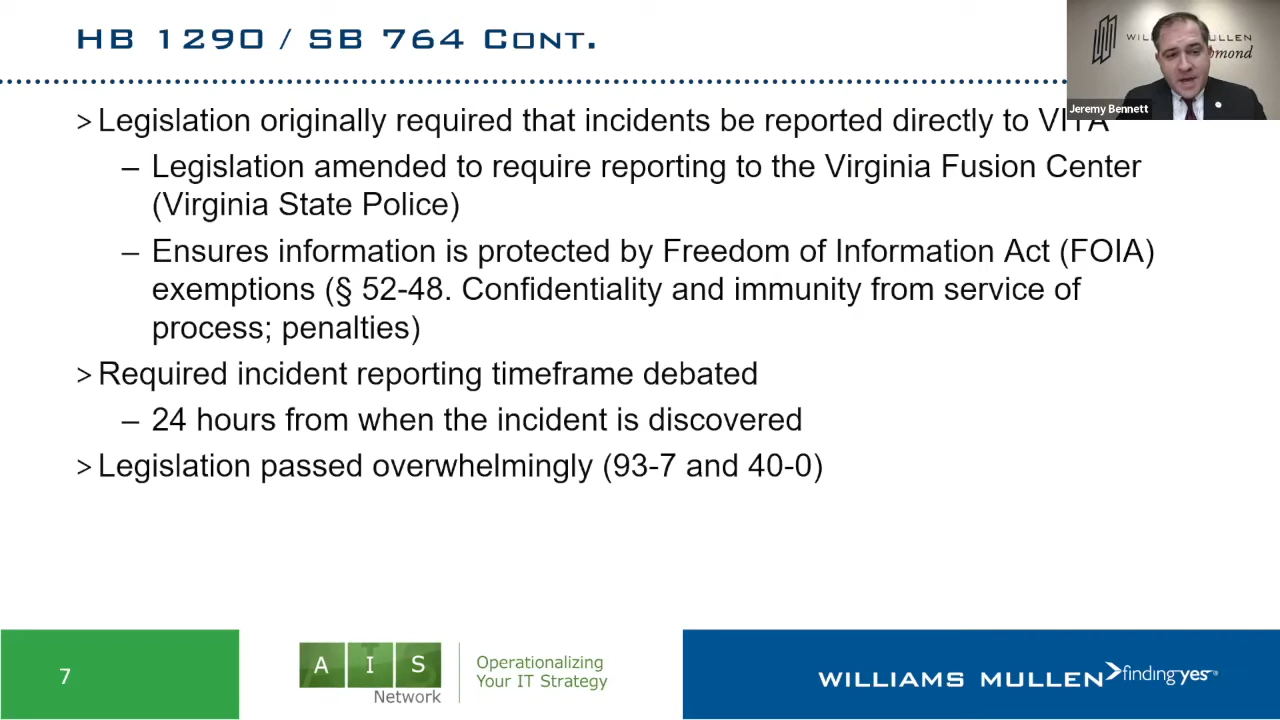 HB 1290 / SB 764 CONT.
> Legislation originally required that incidents be reported directly to VITA
– Legislation amended to require reporting to the Virginia Fusion Center
(Virginia State Police)
– Ensures information is protected by Freedom of Information Act (FOIA)
exemptions (§ 52-48. Confidentiality and immunity from service of
process; penalties)
> Required incident reporting timeframe debated
– 24 hours from when the incident is discovered
> Legislation passed overwhelmingly (93-7 and 40-0)
Jeremy Bennett
7
A I S
Network
Operationalizing
Your IT Strategy
WILLIAMS MULLEN finding yes®